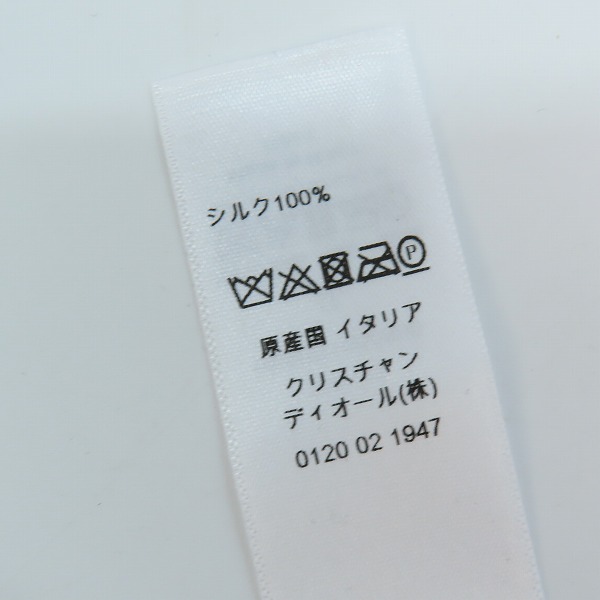 シルク100%
P
原産国 イタリア
クリスチャン
ディオール(株)
0120 02 1947